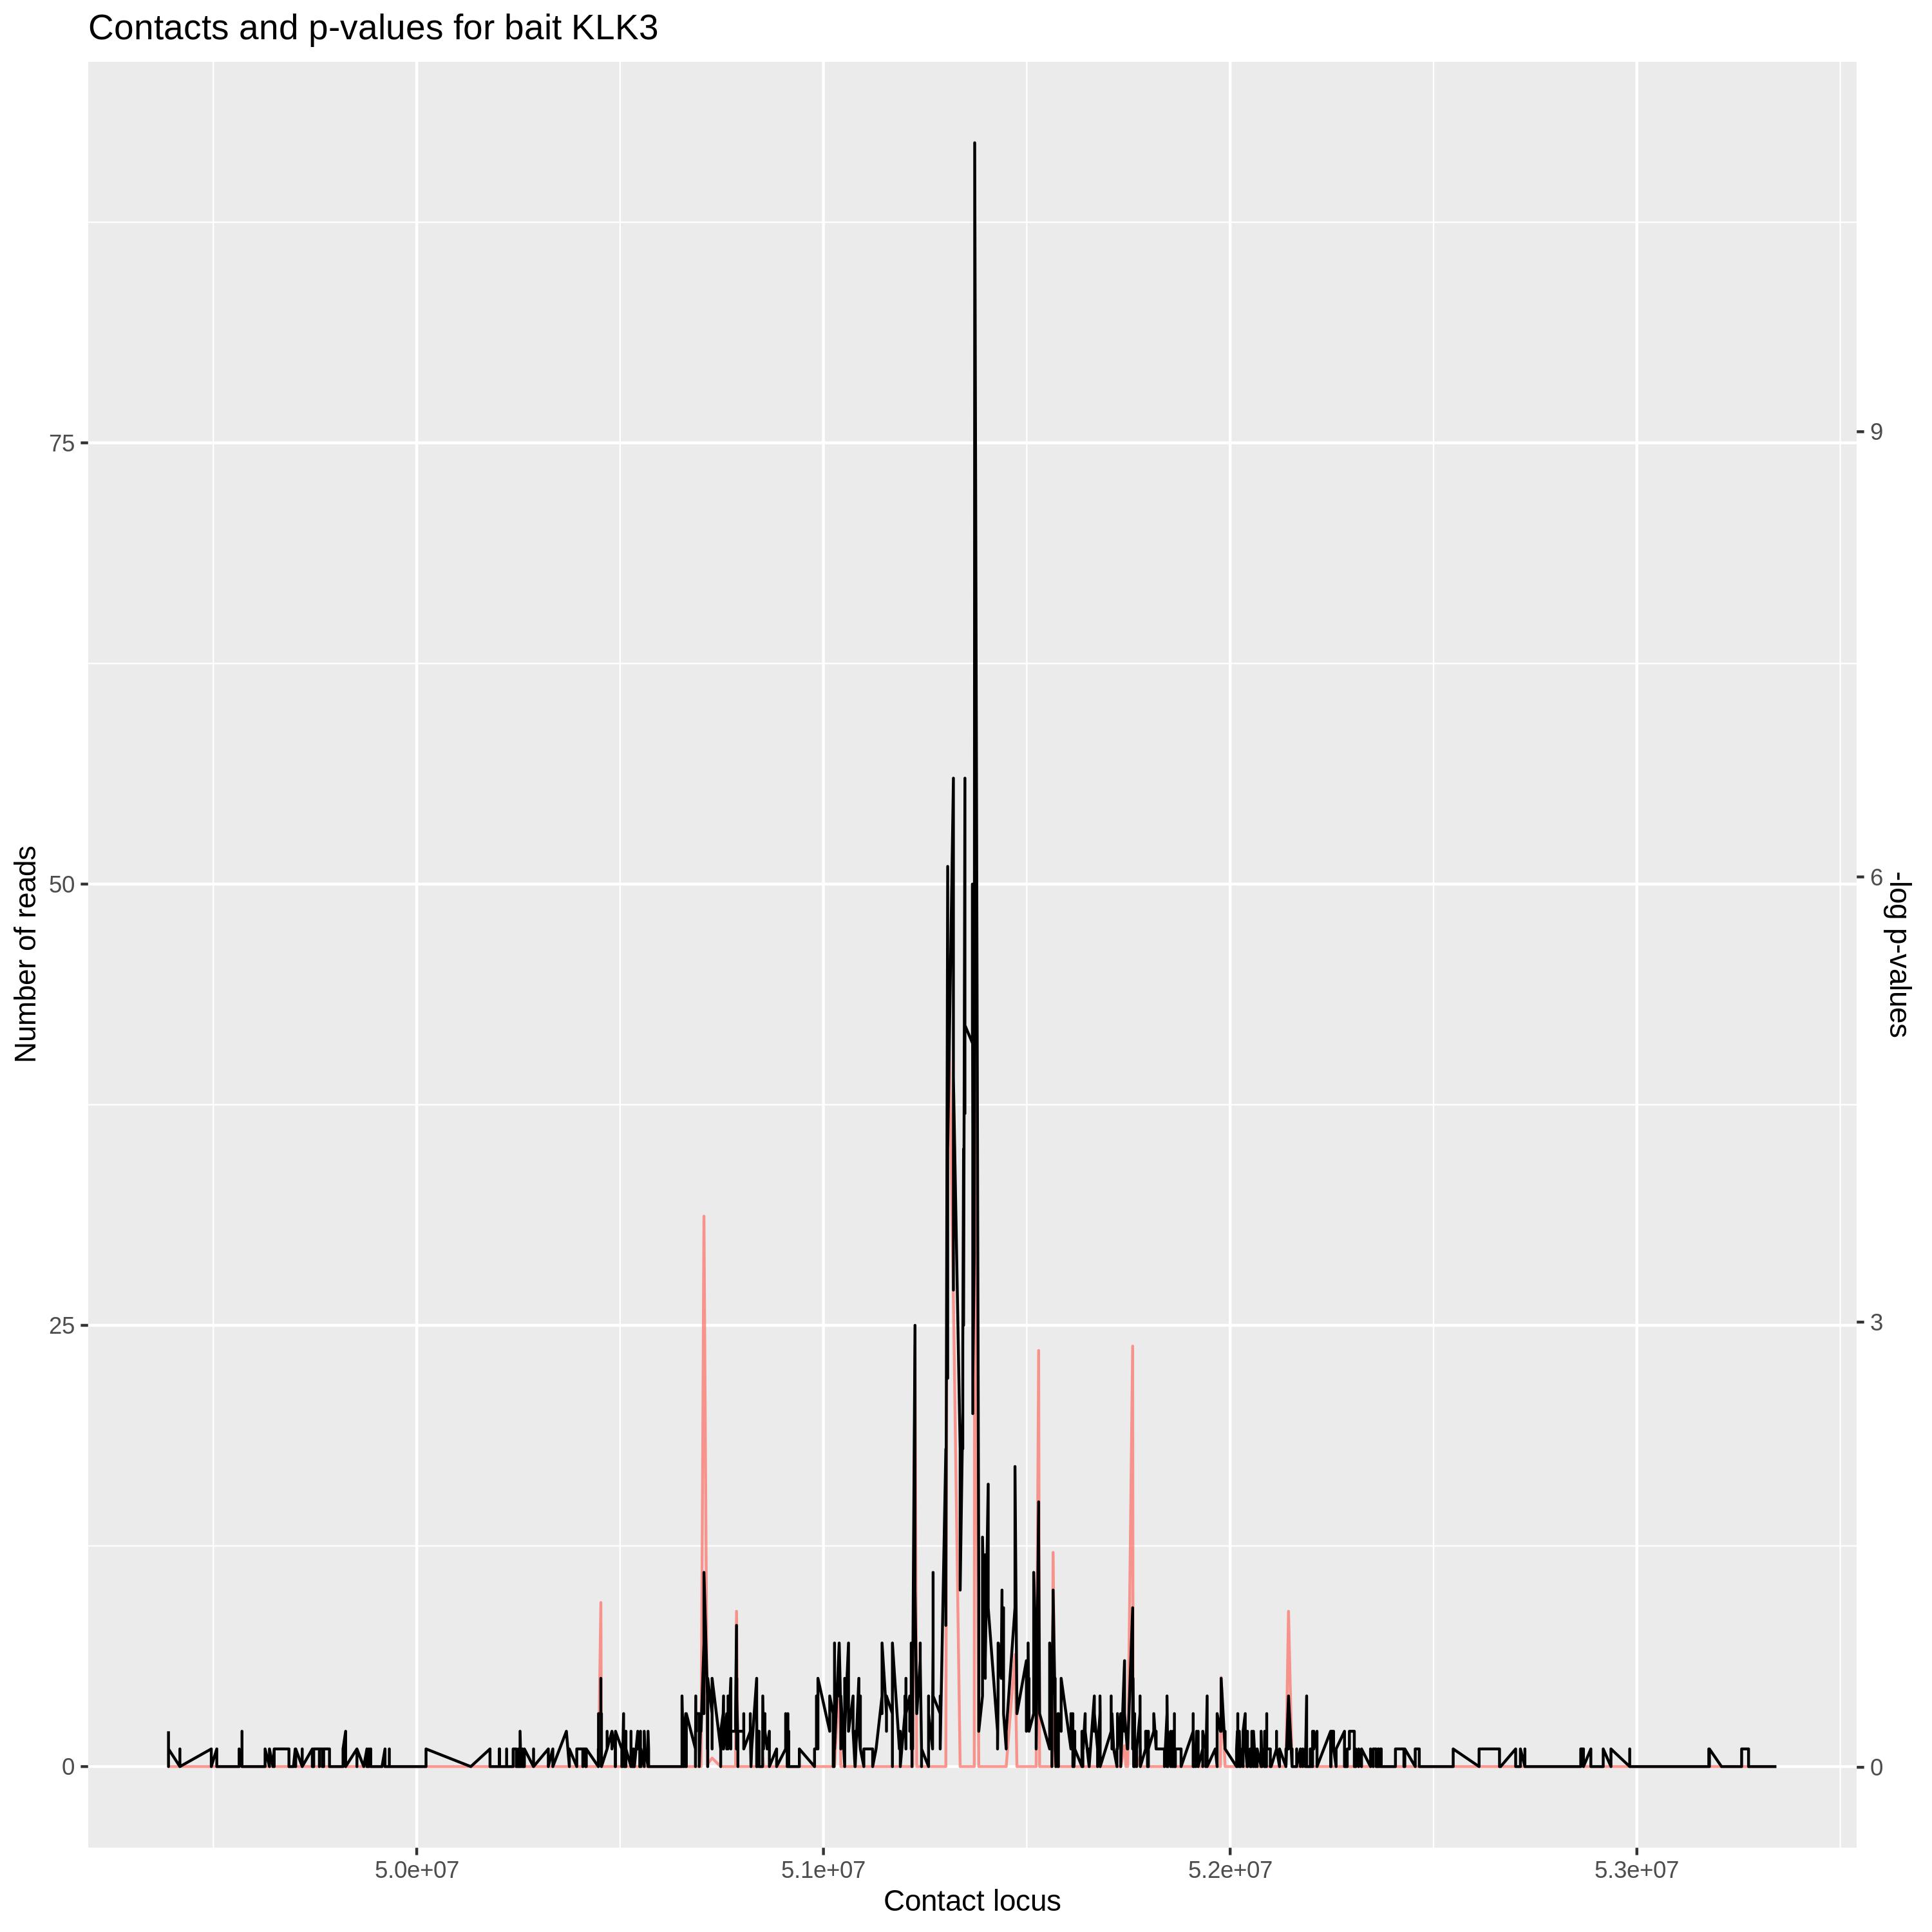 Contacts and p-values for bait KLK3
Number of reads
75
50
25
0
9
6
3
0
-log p-values
5.0e+07
5.1e+07
5.2e+07
5.3e+07
Contact locus